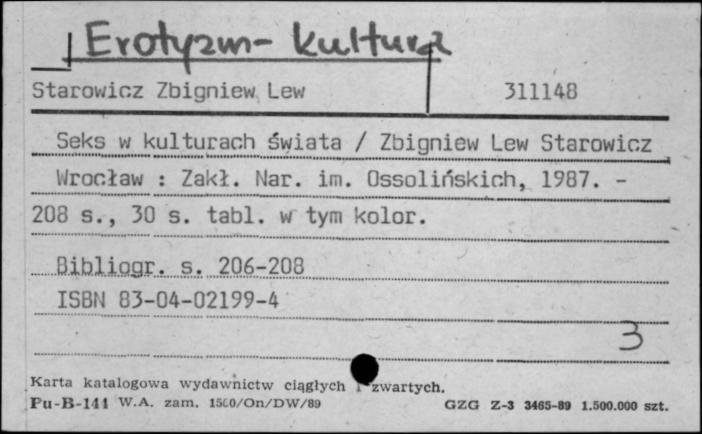 Erotyzm - kultura
Starowicz Zbigniew Lew 311148
Seks w kulturach świata / Zbigniew Lew Starowicz
Wrocław : Zakł. Nar. im. Ossolińskich, 1987. -
208 s., 30 s. tabl. w tym kolor.
Bibliogr. s. 206-208
ISBN 83-04-02199-4
3
Karta katalogowa wydawnictw ciągłych i zwartych.
Pu-B-141 W.A. zam. 1560/On/DW/89 GZG Z-3 3465-89 1.500.000 szt.